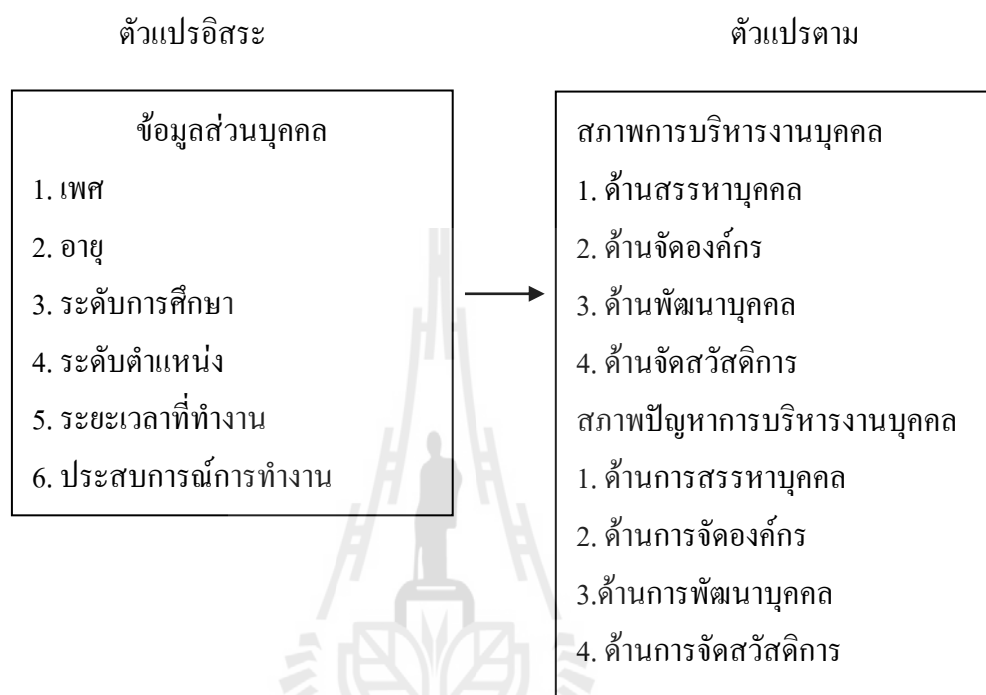 ตัวแปรอิสระ
ตัวแปรตาม
ข้อมูลส่วนบุคคล
1. เพศ
2. อายุ
3. ระดับการศึกษา
4. ระดับตำแหน่ง
5. ระยะเวลาที่ทำงาน
6. ประสบการณ์การทำงาน
สภาพการบริหารงานบุคคล
1. ด้านสรรหาบุคคล
2. ด้านจัดองค์กร
3. ด้านพัฒนาบุคคล
4. ด้านจัดสวัสดิการ
สภาพปัญหาการบริหารงานบุคคล
1. ด้านการสรรหาบุคคล
2. ด้านการจัดองค์กร
3.ด้านการพัฒนาบุคคล
4. ด้านการจัดสวัสดิการ